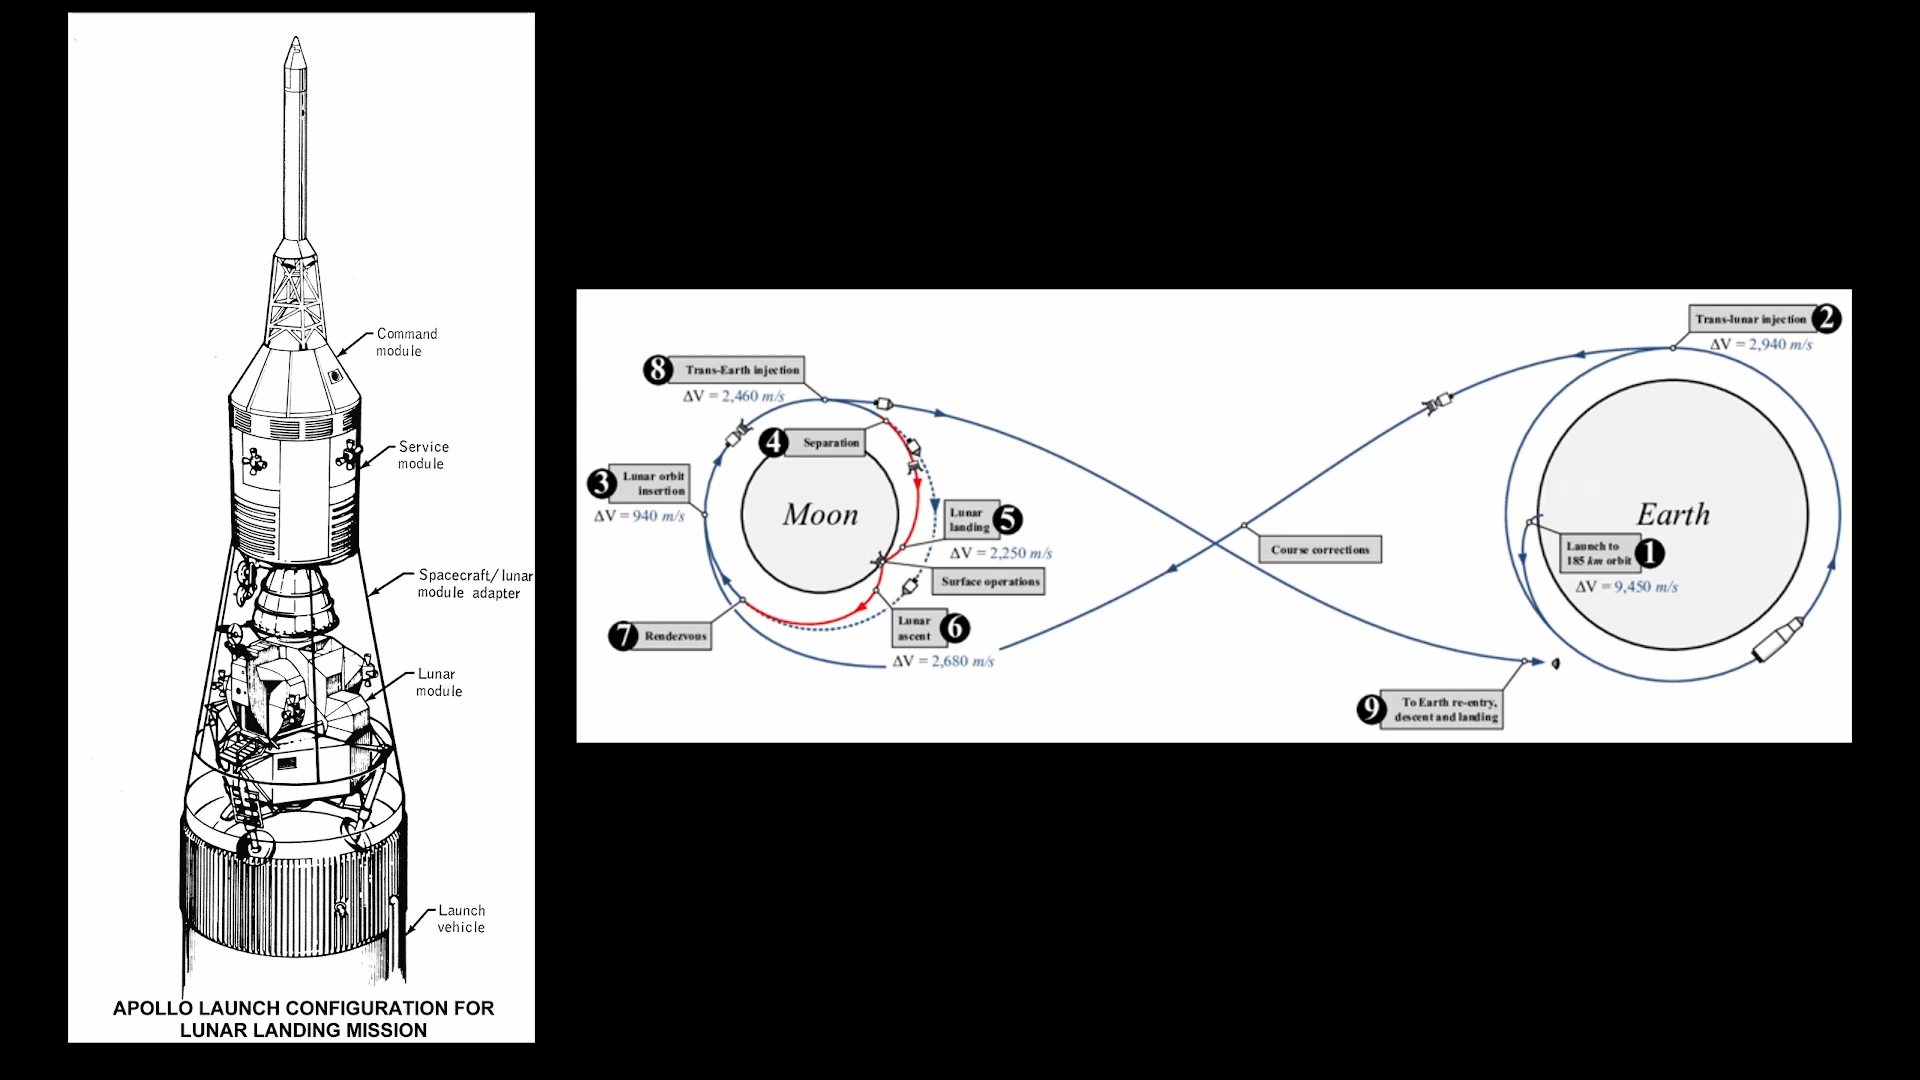 Command
module
Service
module
Spacecraft/lunar
module adapter
Lunar
module
Launch
vehicle
APOLLO LAUNCH CONFIGURATION FOR
LUNAR LANDING MISSION
8 Trans-Earth injection
ΔV = 2,460 m/s
4 Separation
3 Lunar orbit
insertion
ΔV = 940 m/s
Moon
Lunar
landing 5
ΔV = 2,250 m/s
Surface operations
7 Rendezvous
Lunar
ascent 6
ΔV = 2,680 m/s
Course corrections
Trans-lunar injection 2
ΔV = 2,940 m/s
Earth
Launch to
185 km orbit 1
ΔV = 9,450 m/s
9 To Earth re-entry,
descent and landing